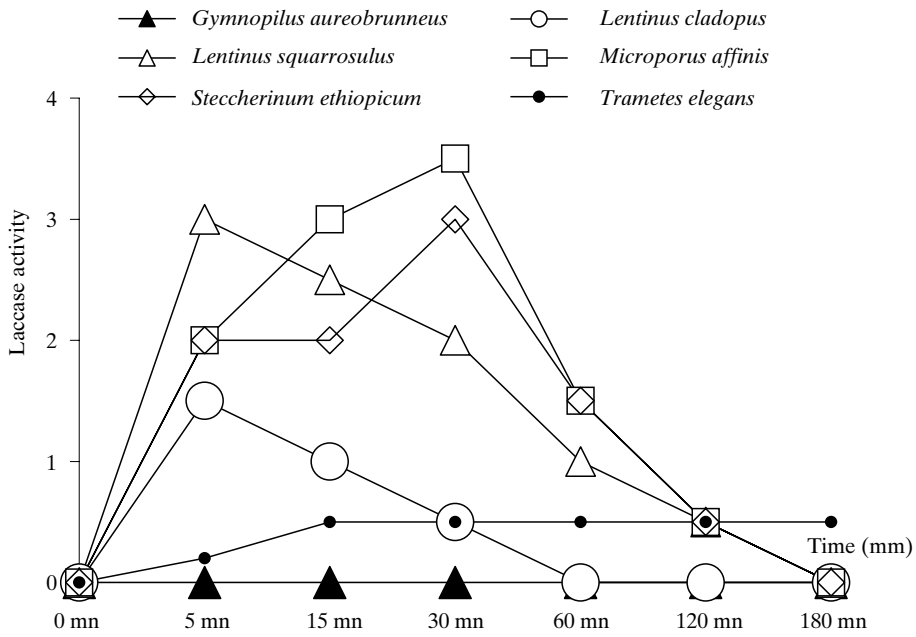 Gymnopilus aureobrunneus
Lentinus cladopus
Lentinus squarrosulus
Microporus affinis
Steccherinum ethiopicum
Trametes elegans
4
3
2
1
0
Laccase activity
Time (mm)
0 mn
5 mn
15 mn
30 mn
60 mn
120 mn
180 mn